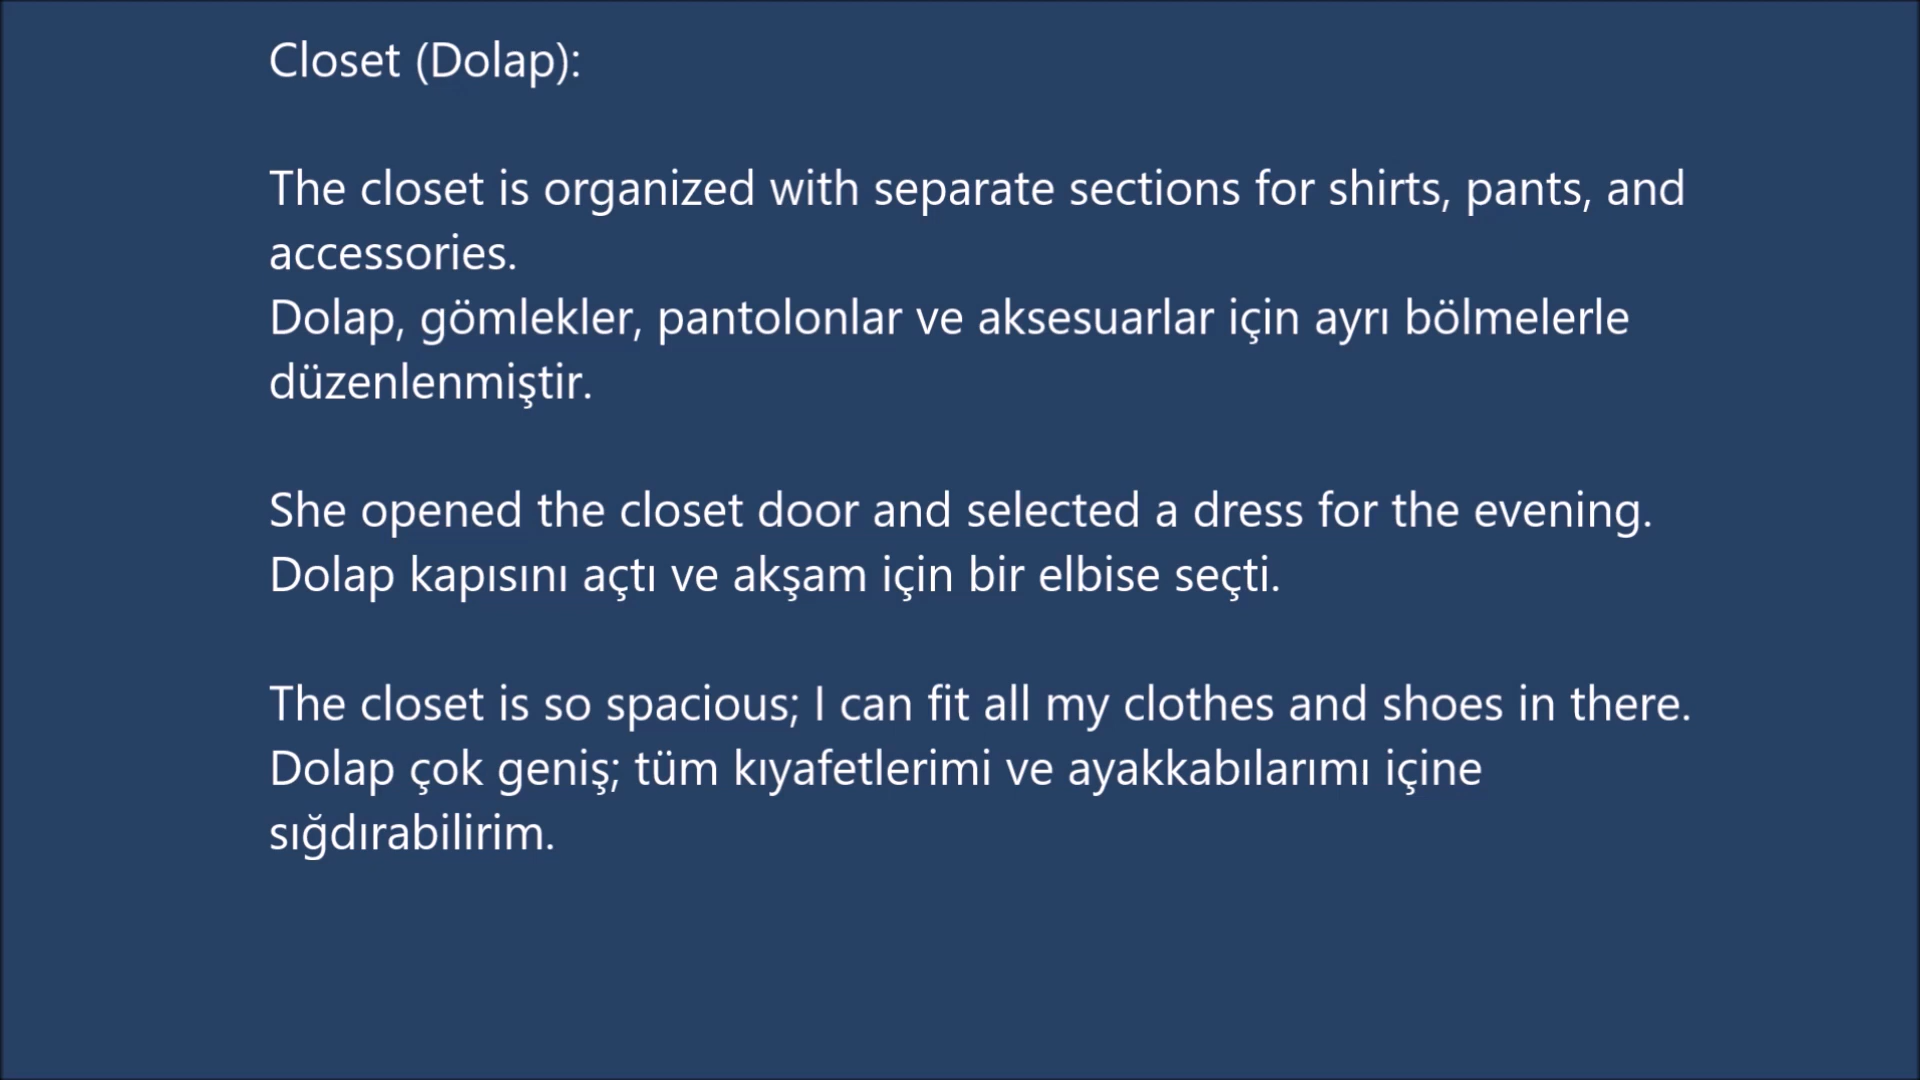 Closet (Dolap):
The closet is organized with separate sections for shirts, pants, and
accessories.
Dolap, gömlekler, pantolonlar ve aksesuarlar için ayrı bölmelerle
düzenlenmiştir.
She opened the closet door and selected a dress for the evening.
Dolap kapısını açtı ve akşam için bir elbise seçti.
The closet is so spacious; I can fit all my clothes and shoes in there.
Dolap çok geniş; tüm kıyafetlerimi ve ayakkabılarımı içine
sığdırabilirim.